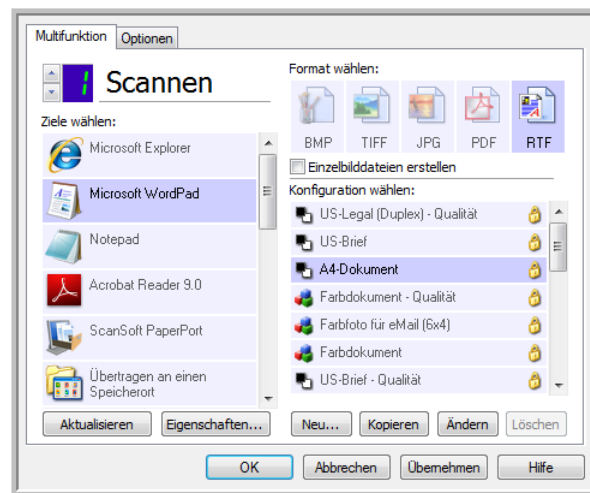 Multifunktion Optionen
1 Scannen
Ziele wählen:
Microsoft Explorer
Microsoft WordPad
Notepad
Acrobat Reader 9.0
ScanSoft PaperPort
Übertragen an einen
Speicherort
Aktualisieren Eigenschaften...
Format wählen:
BMP TIFF JPG PDF RTF
Einzelbilddateien erstellen
Konfiguration wählen:
US-Legal (Duplex) - Qualität
US-Brief
A4-Dokument
Farbdokument - Qualität
Farbfoto für eMail (6x4)
Farbdokument
US-Brief - Qualität
Neu... Kopieren Ändern Löschen
OK Abbrechen Übernehmen Hilfe